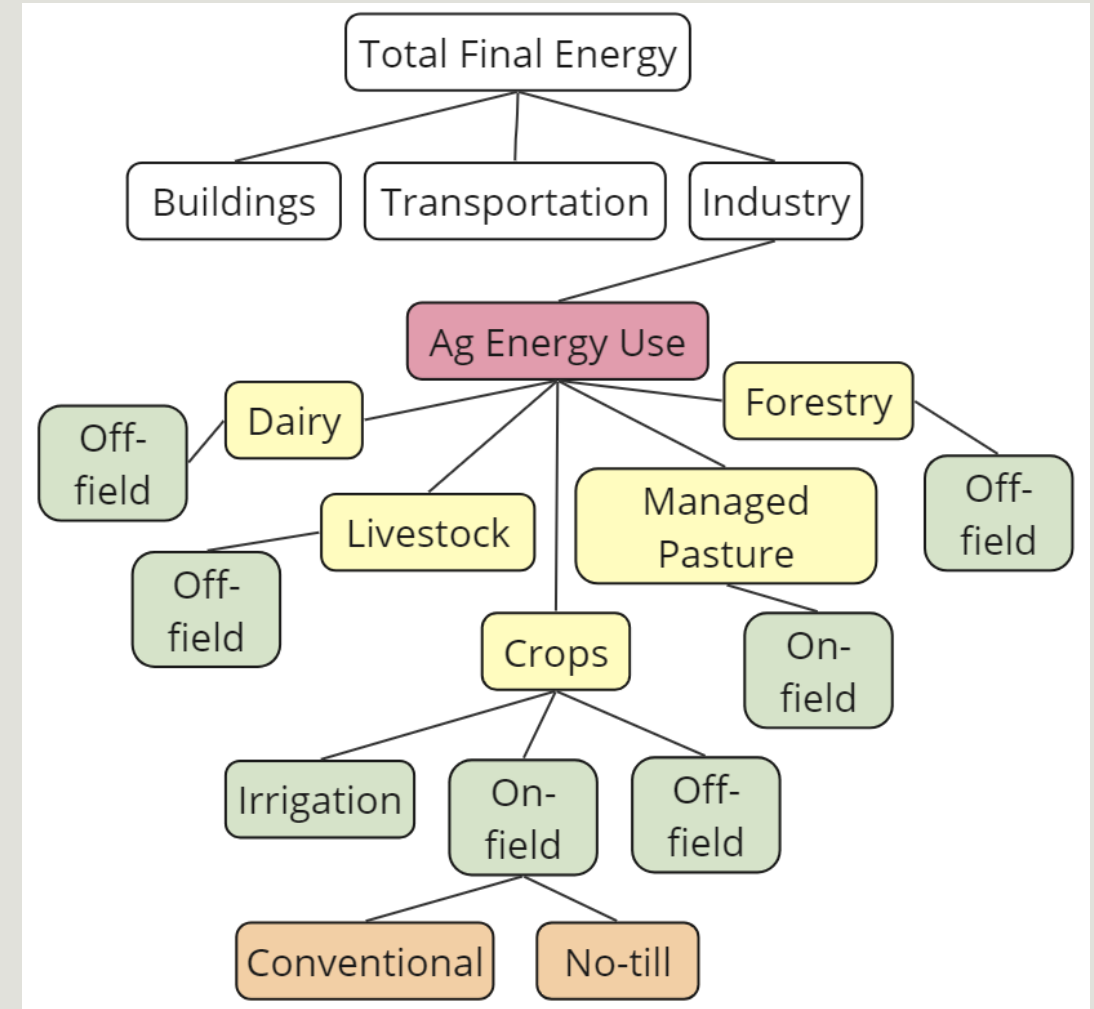 Total Final Energy
Buildings
Transportation
Industry
Ag Energy Use
Forestry
Dairy
Off-
field
Off-
field
Managed
Pasture
Livestock
Off-
field
On-
field
Crops
Irrigation
On-
field
Off-
field
Conventional
No-till